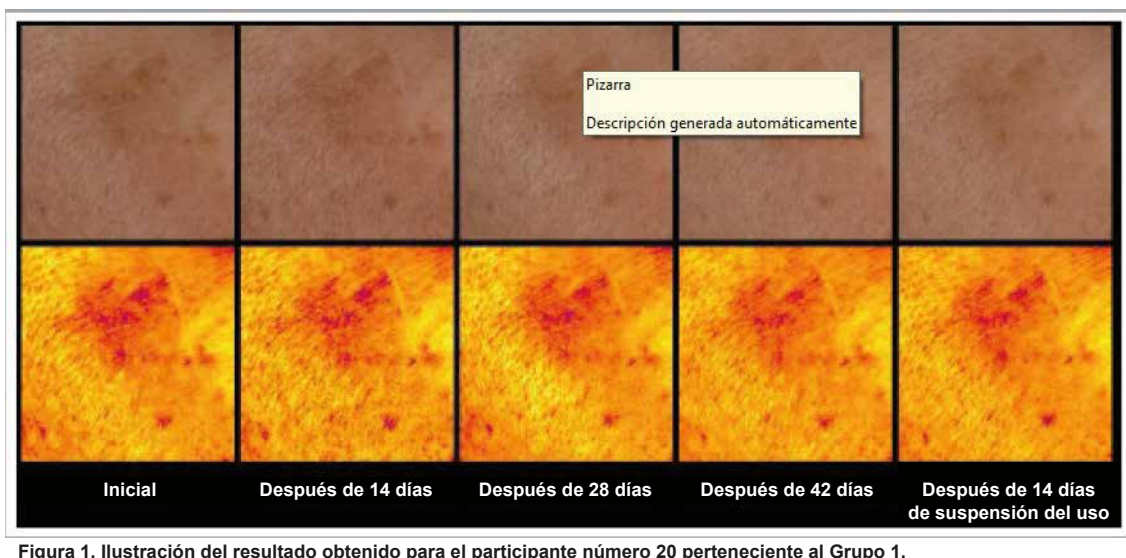 Pizarra
Descripción generada automáticamente
Inicial
Después de 14 días
Después de 28 días
Después de 42 días
Después de 14 días
de suspensión del uso
Figura 1. Ilustración del resultado obtenido para el participante número 20 perteneciente al Grupo 1.